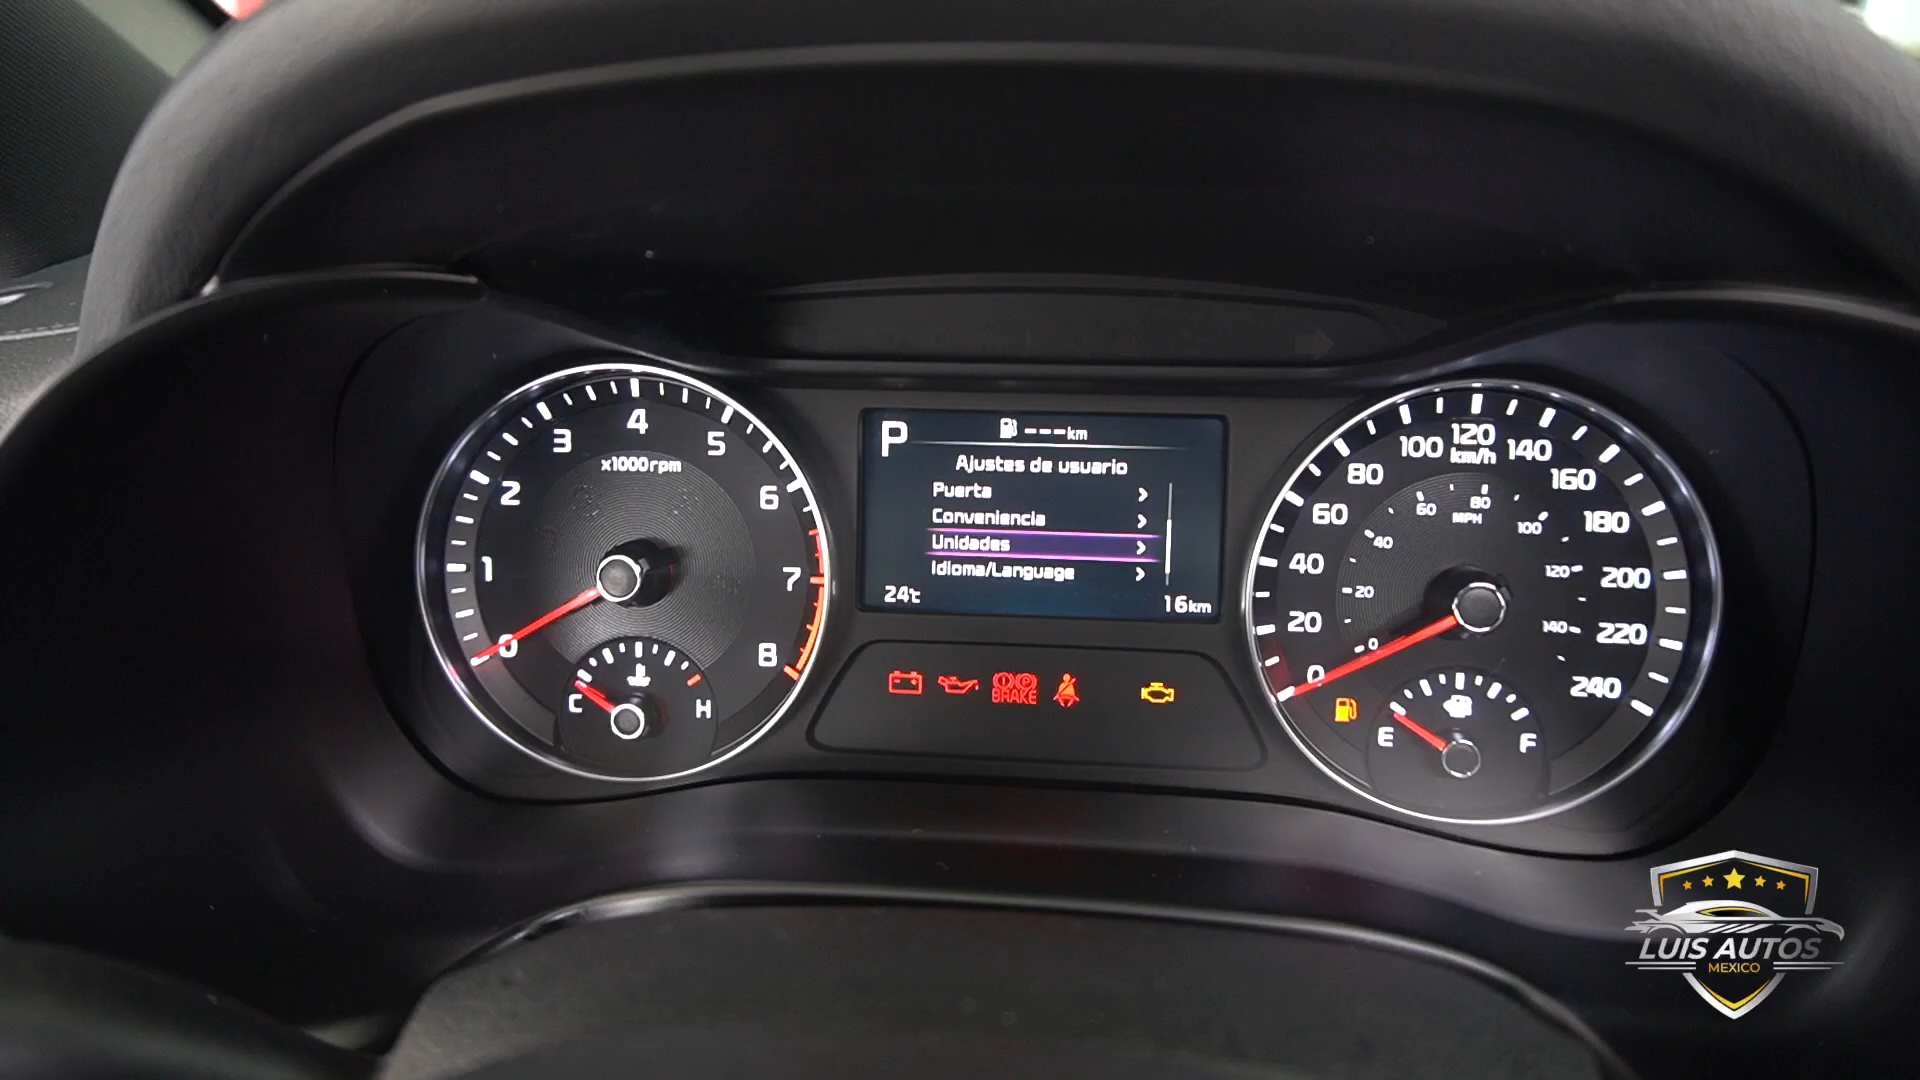 P
---km
Ajustes de usuario
Puerta
Conveniencia
Unidades
Idioma/Language
24℃
16km
0
1
2
3
4
5
6
7
8
x1000rpm
C
H
BRAKE
0
20
40
60
80
100
120
140
160
180
200
220
240
km/h
0
20
40
60
80
100
120
140
MPH
E
F
LUIS AUTOS
MEXICO